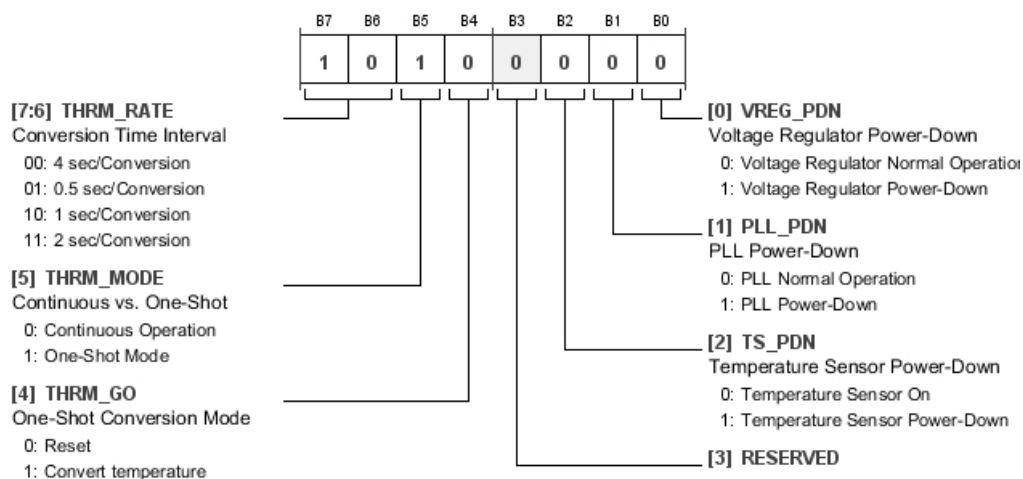 B7 B6 B5 B4 B3 B2 B1 B0
1 0 1 0 0 0 0 0
[7:6] THRM_RATE
Conversion Time Interval
00: 4 sec/Conversion
01: 0.5 sec/Conversion
10: 1 sec/Conversion
11: 2 sec/Conversion
[5] THRM_MODE
Continuous vs. One-Shot
0: Continuous Operation
1: One-Shot Mode
[4] THRM_GO
One-Shot Conversion Mode
0: Reset
1: Convert temperature
[0] VREG_PDN
Voltage Regulator Power-Down
0: Voltage Regulator Normal Operation
1: Voltage Regulator Power-Down
[1] PLL_PDN
PLL Power-Down
0: PLL Normal Operation
1: PLL Power-Down
[2] TS_PDN
Temperature Sensor Power-Down
0: Temperature Sensor On
1: Temperature Sensor Power-Down
[3] RESERVED